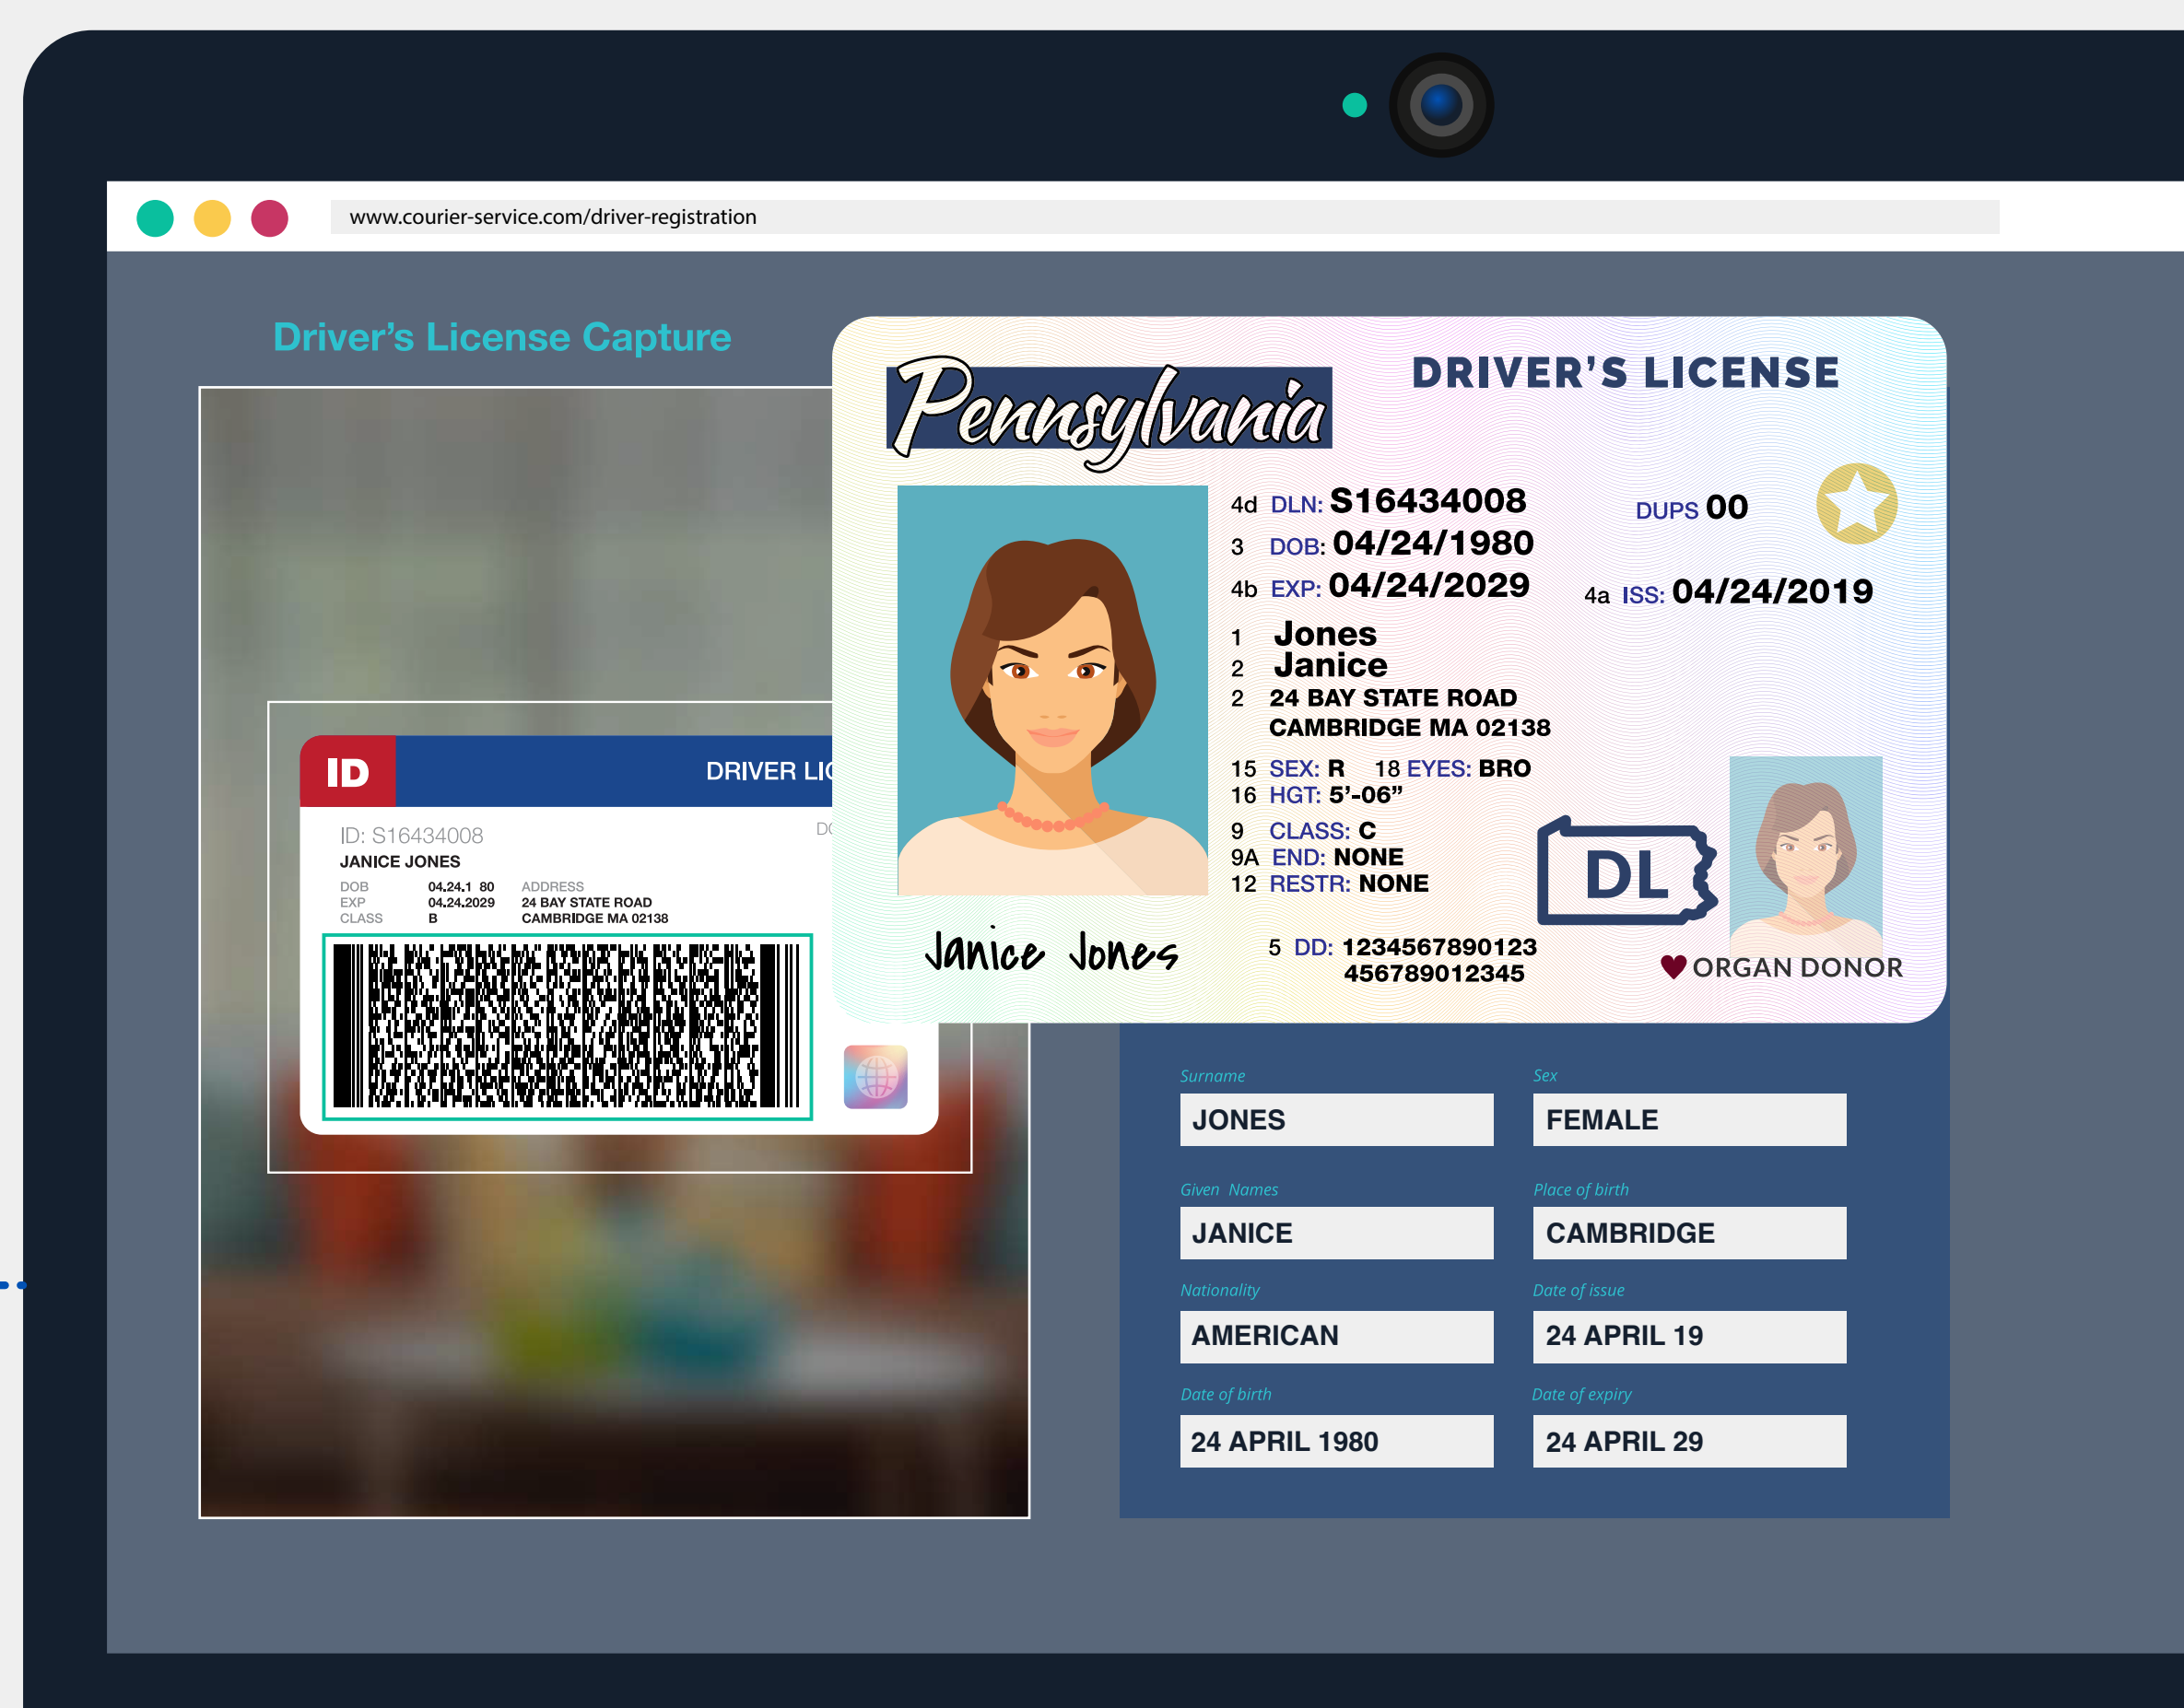 www.courier-service.com/driver-registration
Driver’s License Capture
ID
DRIVER LIC
ID: S16434008
JANICE JONES
DOB 04.24.1 80 ADDRESS
EXP 04.24.2029 24 BAY STATE ROAD
CLASS B CAMBRIDGE MA 02138
Pennsylvania
DRIVER’S LICENSE
4d DLN: S16434008
DUPS 00
3 DOB: 04/24/1980
4b EXP: 04/24/2029
4a ISS: 04/24/2019
1 Jones
2 Janice
2 24 BAY STATE ROAD
CAMBRIDGE MA 02138
15 SEX: R 18 EYES: BRO
16 HGT: 5’-06”
9 CLASS: C
9A END: NONE
12 RESTR: NONE
DL
Janice Jones
5 DD: 1234567890123
456789012345
ORGAN DONOR
Surname Sex
JONES FEMALE
Given Names Place of birth
JANICE CAMBRIDGE
Nationality Date of issue
AMERICAN 24 APRIL 19
Date of birth Date of expiry
24 APRIL 1980 24 APRIL 29